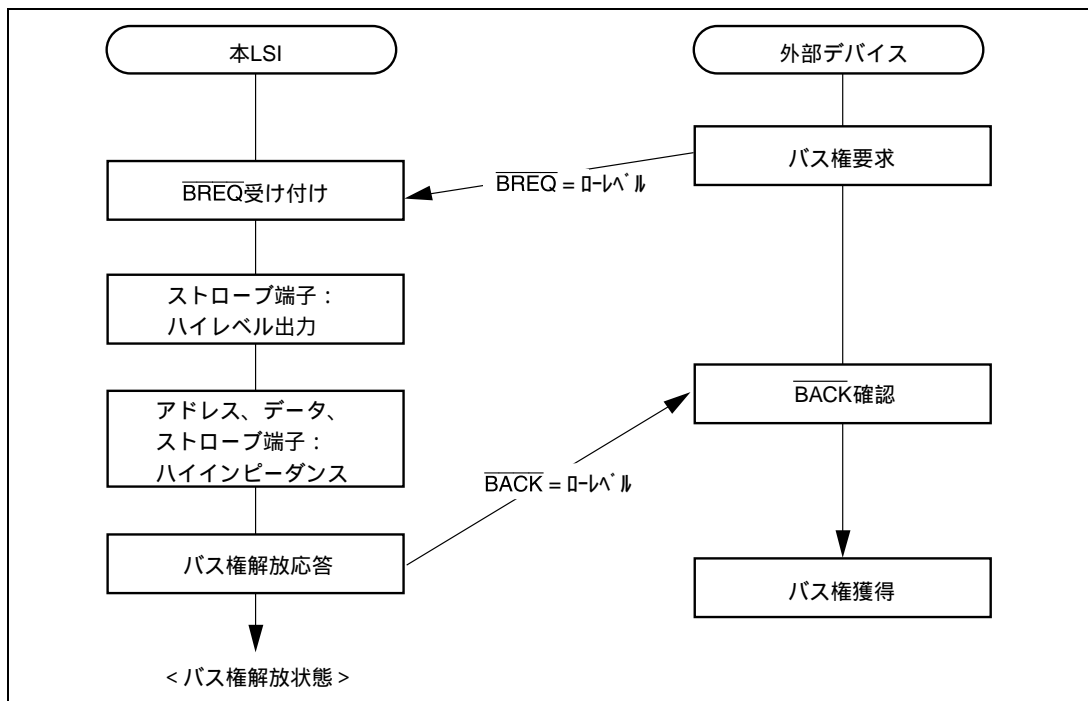 本LSI
外部デバイス
バス権要求
BREQ受け付け
BREQ = ﾛｰﾚﾍﾞﾙ
ストローブ端子：
ハイレベル出力
BACK確認
アドレス、データ、
ストローブ端子：
ハイインピーダンス
BACK = ﾛｰﾚﾍﾞﾙ
バス権解放応答
バス権獲得
<バス権解放状態>